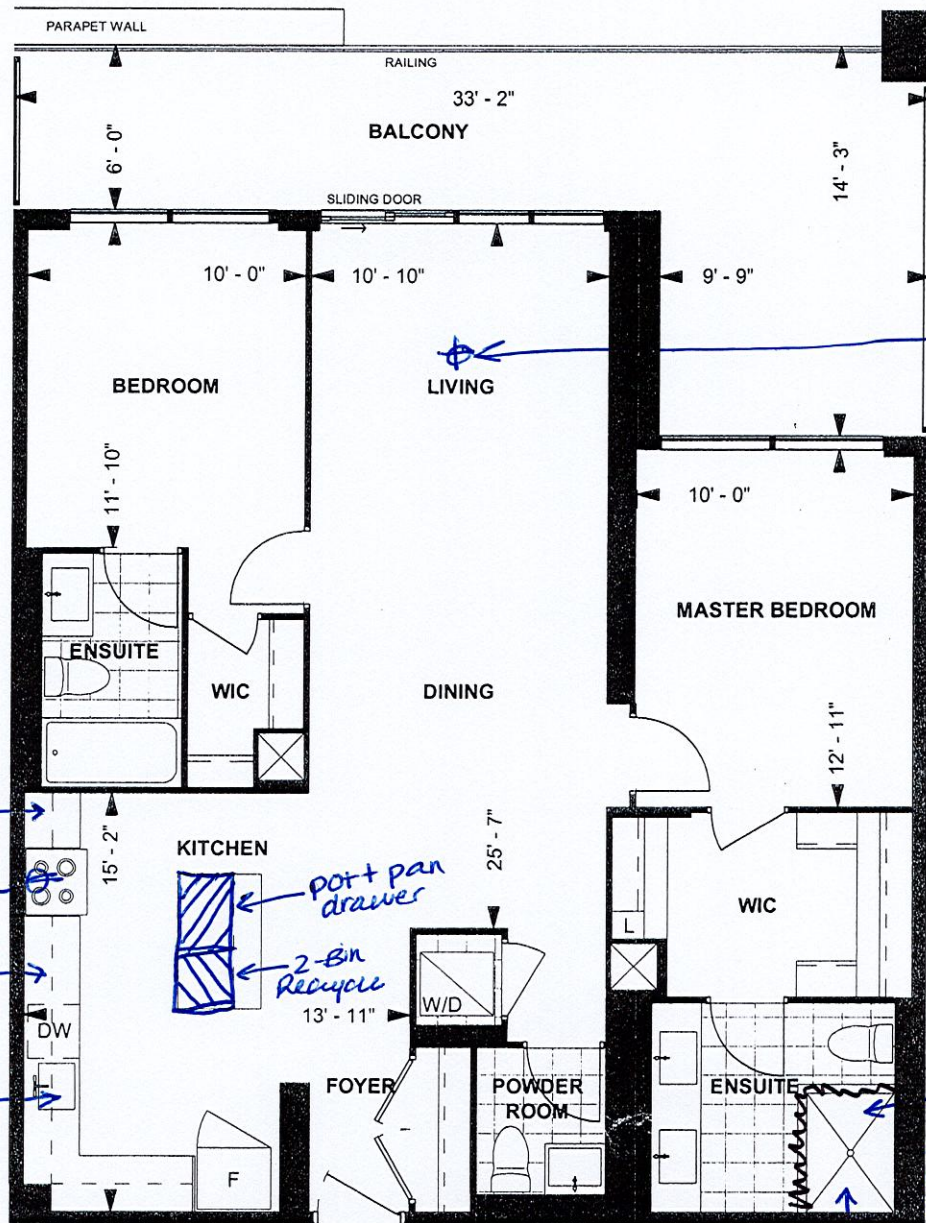 PARAPET WALL
RAILING
33' - 2"
BALCONY
6' - 0"
14' - 3"
SLIDING DOOR
10' - 0"
10' - 10"
9' - 9"
BEDROOM
LIVING
11' - 10"
10' - 0"
MASTER BEDROOM
ENSUITE
WIC
DINING
12' - 11"
15' - 2"
KITCHEN
25' - 7"
pot + pan
drawer
WIC
L
2-Bin
Recycle
W/D
13' - 11"
DW
FOYER
POWDER
ROOM
ENSUITE
F